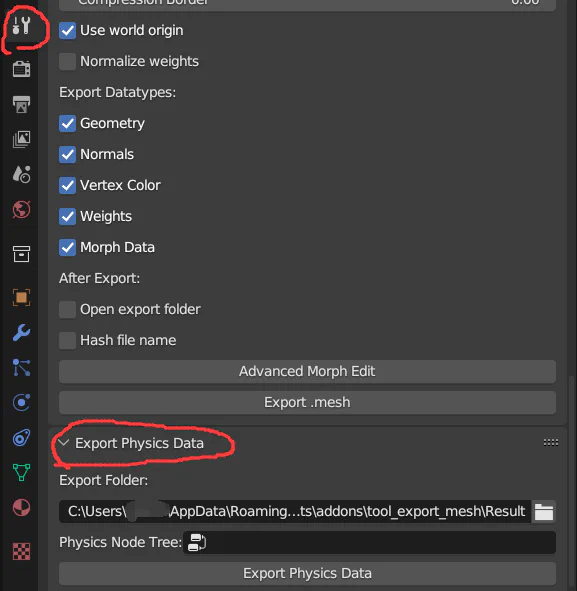 Compression Border 0.00
Use world origin
Normalize weights
Export Datatypes:
Geometry
Normals
Vertex Color
Weights
Morph Data
After Export:
Open export folder
Hash file name
Advanced Morph Edit
Export .mesh
Export Physics Data
Export Folder:
C:\Users\ \AppData\Roaming...ts\addons\tool_export_mesh\Result
Physics Node Tree:
Export Physics Data